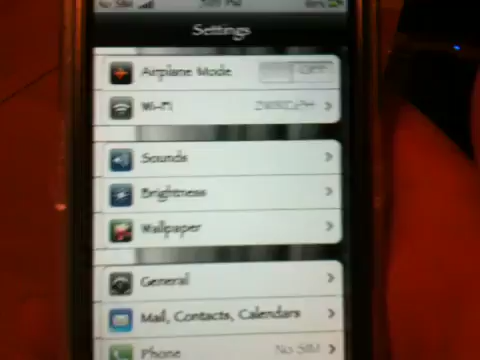 Settings
Airplane Mode OFF
Wi-Fi
Sounds
Brightness
Wallpaper
General
Mail, Contacts, Calendars
Phone No SIM